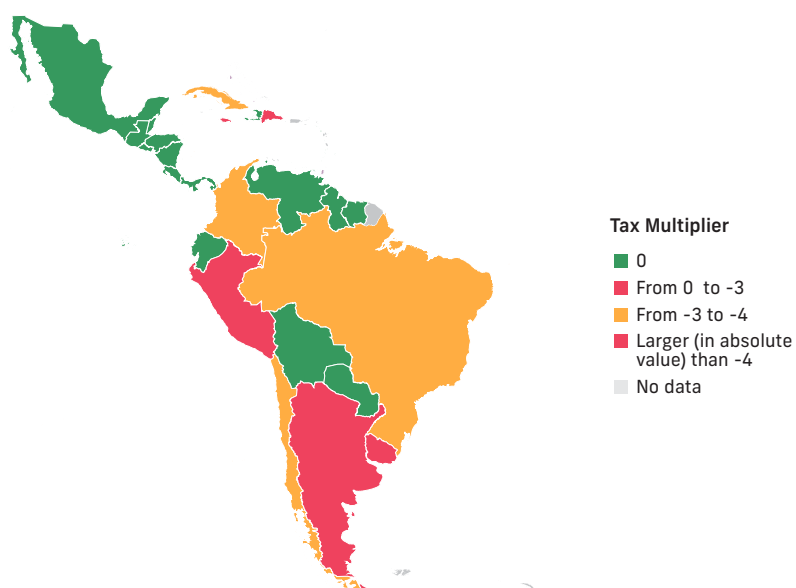 Tax Multiplier
0
From 0 to -3
From -3 to -4
Larger (in absolute
value) than -4
No data